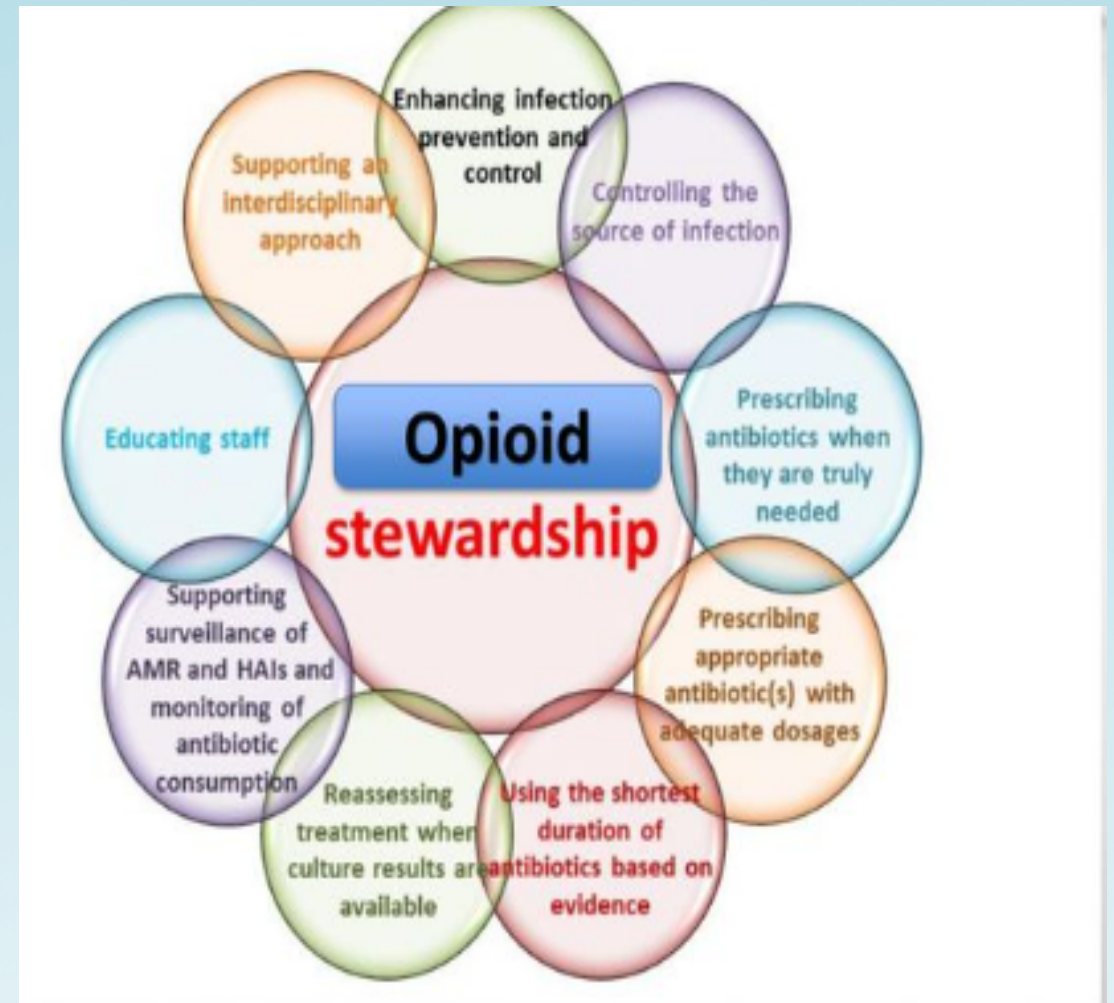 Opioid
stewardship
Enhancing infection
prevention and
control
Controlling the
source of infection
Prescribing
antibiotics when
they are truly
needed
Prescribing
appropriate
antibiotic(s) with
adequate dosages
Using the shortest
duration of
antibiotics based on
evidence
Reassessing
treatment when
culture results are
available
Supporting
surveillance of
AMR and HAIs and
monitoring of
antibiotic
consumption
Educating staff
Supporting an
interdisciplinary
approach